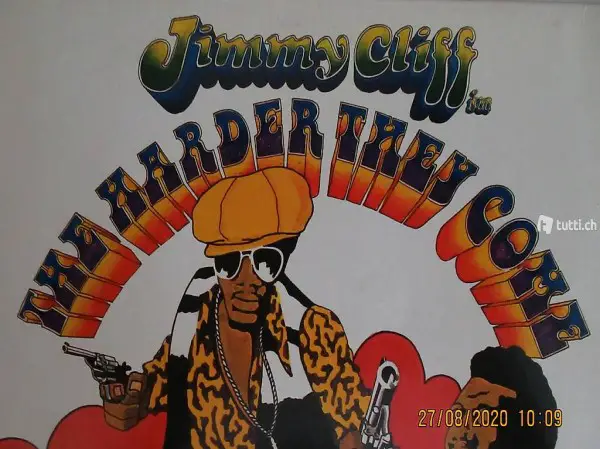 Jimmy Cliff
in
THE HARDER THEY COME
tutti.ch
27/08/2020 10:09